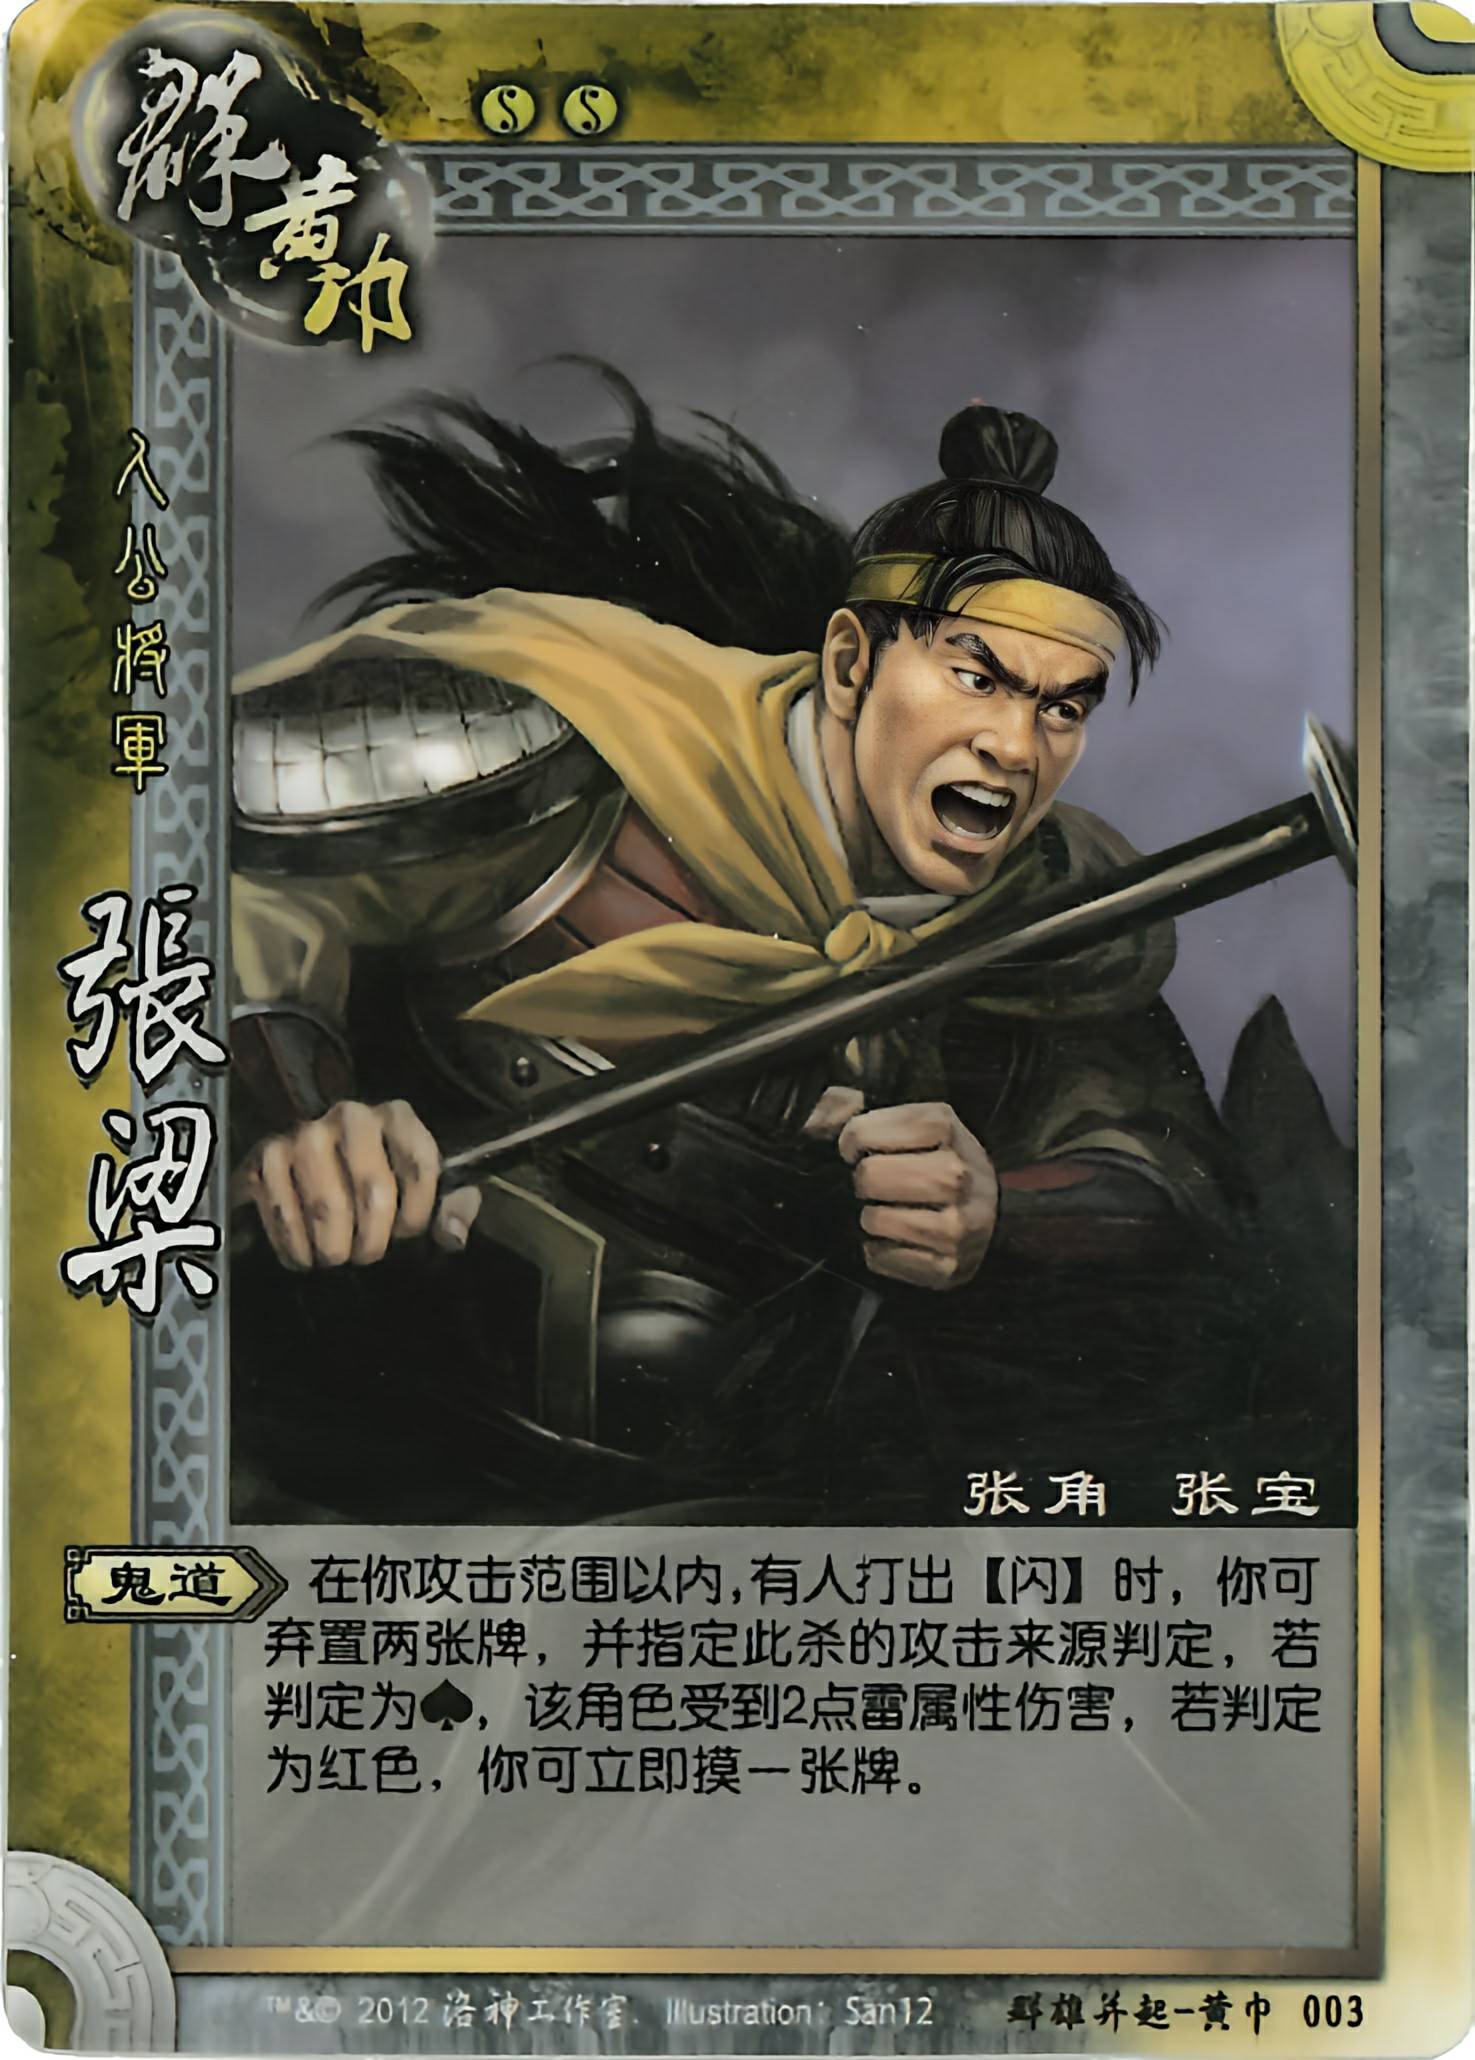 群
黄巾
人公将軍
張梁
张角 张宝
鬼道
在你攻击范围以内,有人打出【闪】时，你可
弃置两张牌，并指定此杀的攻击来源判定，若
判定为♠，该角色受到2点雷属性伤害，若判定
为红色，你可立即摸一张牌。
™&© 2012 洛神工作室. Illustration: San12
群雄并起-黄巾 003